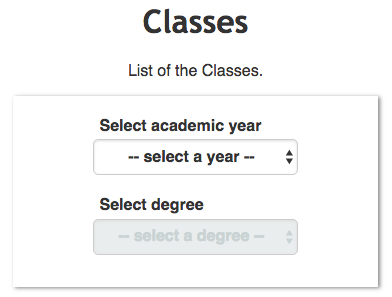 Classes
List of the Classes.
Select academic year
-- select a year --
Select degree
-- select a degree --